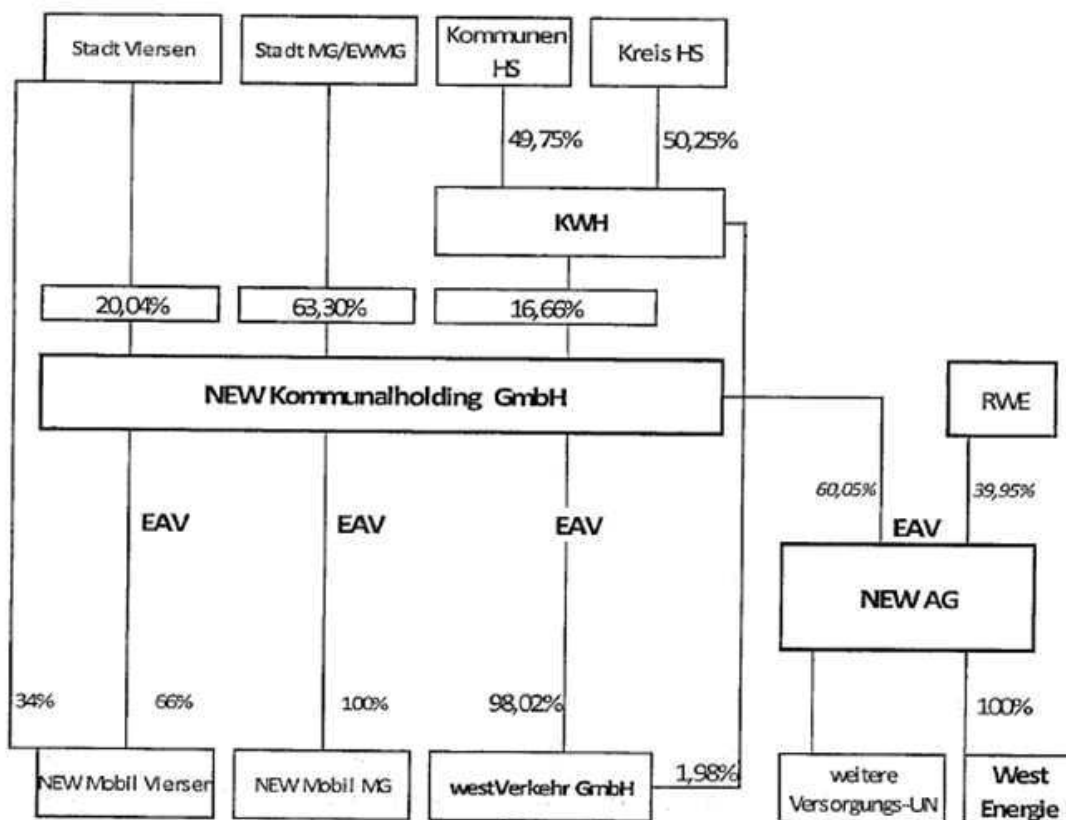 Stadt Viersen
Stadt MG/EWMG
Kommunen
HS
Kreis HS
49,75%
50,25%
KWH
20,04%
63,30%
16,66%
NEW Kommunalholding GmbH
RWE
60,05%
39,95%
EAV
EAV
EAV
EAV
NEW AG
34%
66%
100%
98,02%
100%
NEW Mobil Viersen
NEW Mobil MG
westVerkehr GmbH
1,98%
weitere
Versorgungs-UN
West
Energie